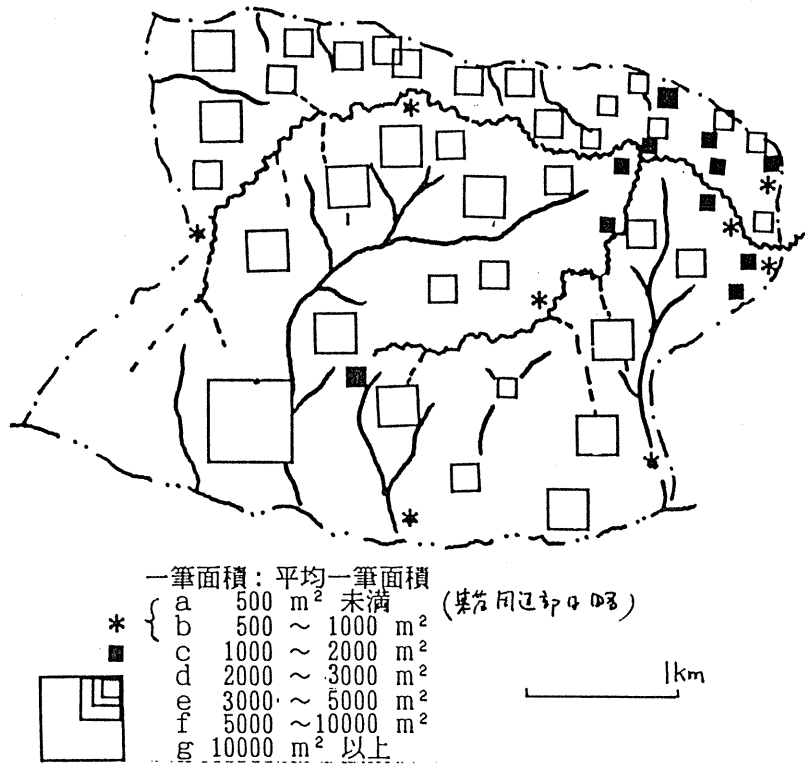 一筆面積：平均一筆面積
a 500 m² 未満 (集落周辺部は略)
* b 500 ～ 1000 m²
■ c 1000 ～ 2000 m²
d 2000 ～ 3000 m²
e 3000 ～ 5000 m²
f 5000 ～10000 m²
g 10000 m² 以上
1km